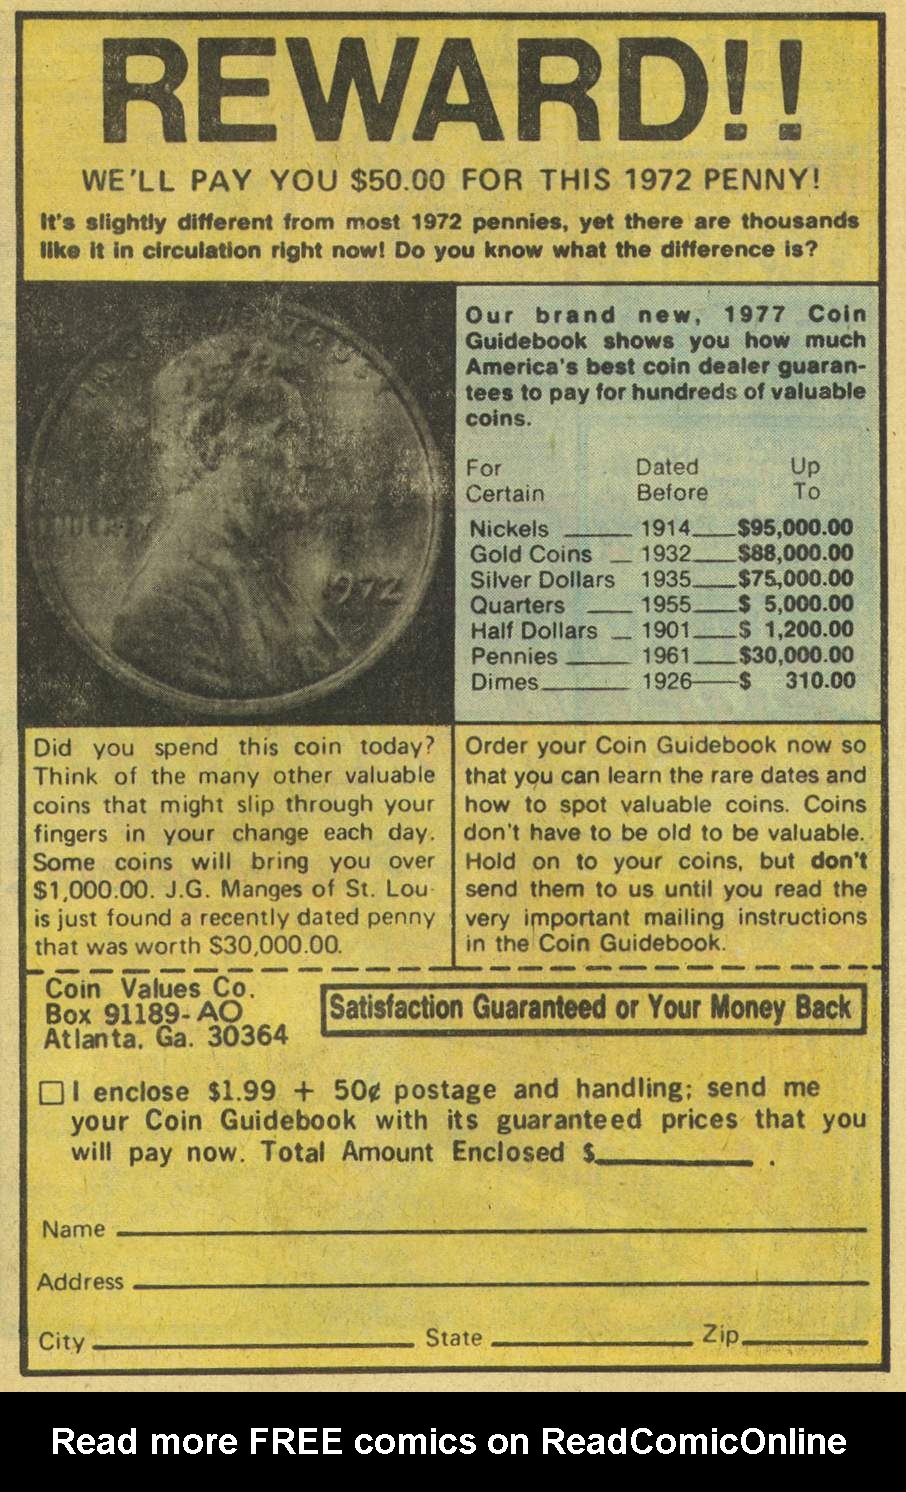 REWARD!!
WE'LL PAY YOU $50.00 FOR THIS 1972 PENNY!
It's slightly different from most 1972 pennies, yet there are thousands
like it in circulation right now! Do you know what the difference is?
LIBERTY
1972
Our brand new, 1977 Coin
Guidebook shows you how much
America's best coin dealer guaran-
tees to pay for hundreds of valuable
coins.
For Dated Up
Certain Before To
Nickels 1914 $95,000.00
Gold Coins 1932 $88,000.00
Silver Dollars 1935 $75,000.00
Quarters 1955 $ 5,000.00
Half Dollars 1901 $ 1,200.00
Pennies 1961 $30,000.00
Dimes 1926 $ 310.00
Did you spend this coin today?
Think of the many other valuable
coins that might slip through your
fingers in your change each day.
Some coins will bring you over
$1,000.00. J.G. Manges of St. Lou-
is just found a recently dated penny
that was worth $30,000.00.
Order your Coin Guidebook now so
that you can learn the rare dates and
how to spot valuable coins. Coins
don't have to be old to be valuable.
Hold on to your coins, but don't
send them to us until you read the
very important mailing instructions
in the Coin Guidebook.
Coin Values Co.
Box 91189-AO
Atlanta, Ga. 30364
Satisfaction Guaranteed or Your Money Back
I enclose $1.99 + 50¢ postage and handling; send me
your Coin Guidebook with its guaranteed prices that you
will pay now. Total Amount Enclosed $ .
Name
Address
City State Zip
Read more FREE comics on ReadComicOnline